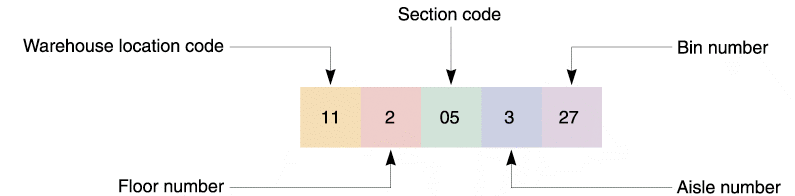 Section code
Warehouse location code
Bin number
11 2 05 3 27
Floor number
Aisle number